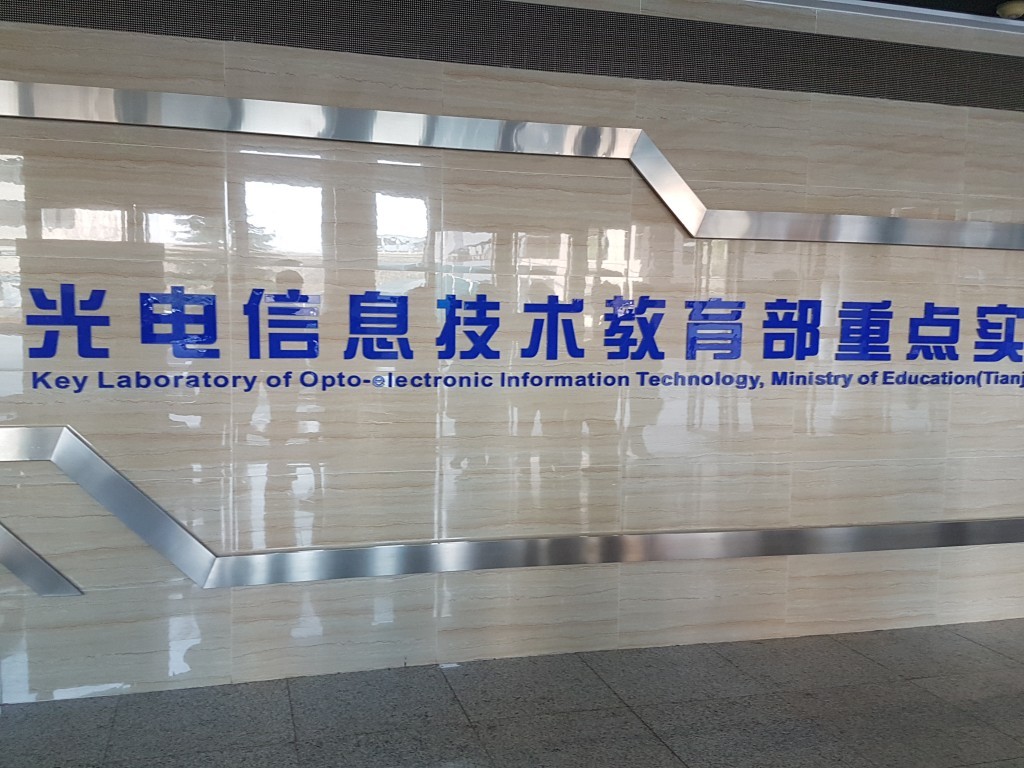 光电信息技术教育部重点实
Key Laboratory of Opto-electronic Information Technology, Ministry of Education(Tianj